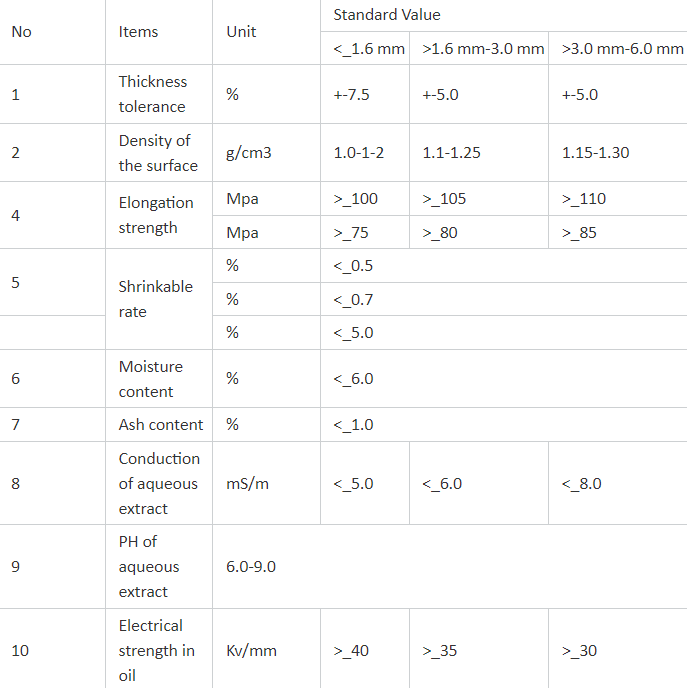 No Items Unit Standard Value
<_1.6 mm >1.6 mm-3.0 mm >3.0 mm-6.0 mm
1 Thickness tolerance % +-7.5 +-5.0 +-5.0
2 Density of the surface g/cm3 1.0-1-2 1.1-1.25 1.15-1.30
4 Elongation strength Mpa >_100 >_105 >_110
Mpa >_75 >_80 >_85
5 Shrinkable rate % <_0.5
% <_0.7
% <_5.0
6 Moisture content % <_6.0
7 Ash content % <_1.0
8 Conduction of aqueous extract mS/m <_5.0 <_6.0 <_8.0
9 PH of aqueous extract 6.0-9.0
10 Electrical strength in oil Kv/mm >_40 >_35 >_30